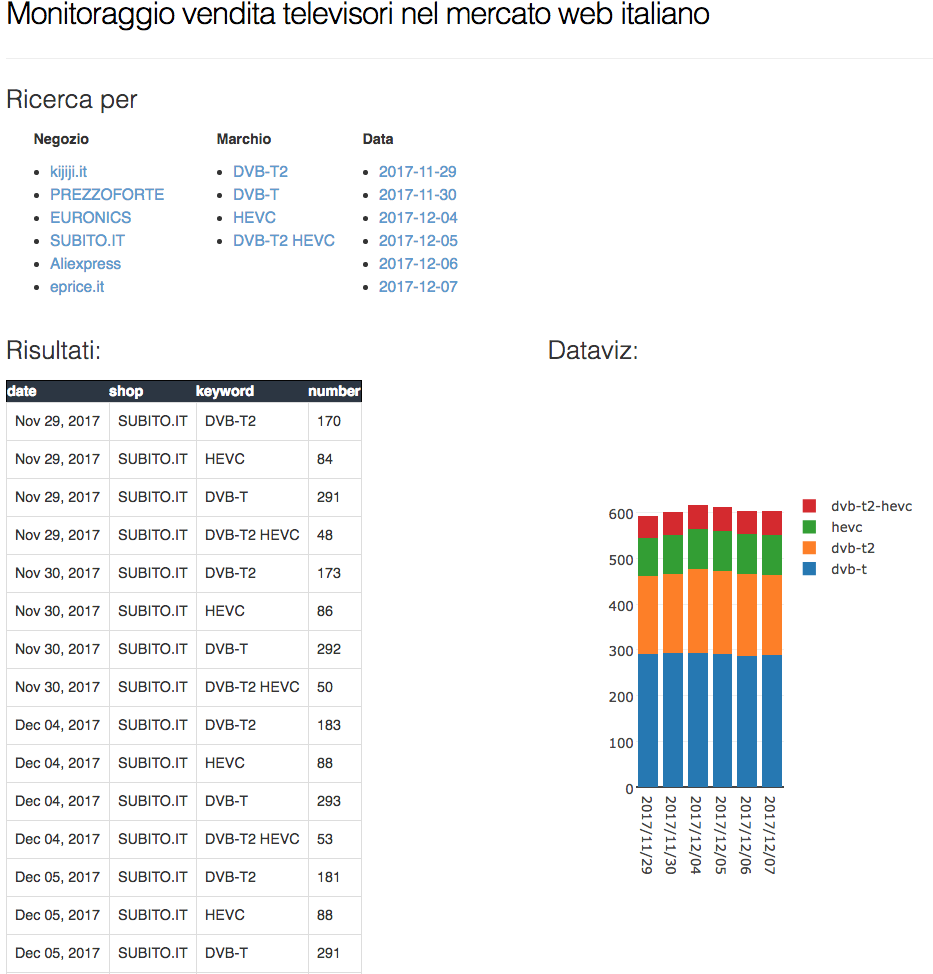 Monitoraggio vendita televisori nel mercato web italiano
Ricerca per
Negozio
kijiji.it
PREZZOFORTE
EURONICS
SUBITO.IT
Aliexpress
eprice.it
Marchio
DVB-T2
DVB-T
HEVC
DVB-T2 HEVC
Data
2017-11-29
2017-11-30
2017-12-04
2017-12-05
2017-12-06
2017-12-07
Risultati:
date shop keyword number
Nov 29, 2017 SUBITO.IT DVB-T2 170
Nov 29, 2017 SUBITO.IT HEVC 84
Nov 29, 2017 SUBITO.IT DVB-T 291
Nov 29, 2017 SUBITO.IT DVB-T2 HEVC 48
Nov 30, 2017 SUBITO.IT DVB-T2 173
Nov 30, 2017 SUBITO.IT HEVC 86
Nov 30, 2017 SUBITO.IT DVB-T 292
Nov 30, 2017 SUBITO.IT DVB-T2 HEVC 50
Dec 04, 2017 SUBITO.IT DVB-T2 183
Dec 04, 2017 SUBITO.IT HEVC 88
Dec 04, 2017 SUBITO.IT DVB-T 293
Dec 04, 2017 SUBITO.IT DVB-T2 HEVC 53
Dec 05, 2017 SUBITO.IT DVB-T2 181
Dec 05, 2017 SUBITO.IT HEVC 88
Dec 05, 2017 SUBITO.IT DVB-T 291
Dataviz:
600
500
400
300
200
100
0
2017/11/29
2017/11/30
2017/12/04
2017/12/05
2017/12/06
2017/12/07
dvb-t2-hevc
hevc
dvb-t2
dvb-t